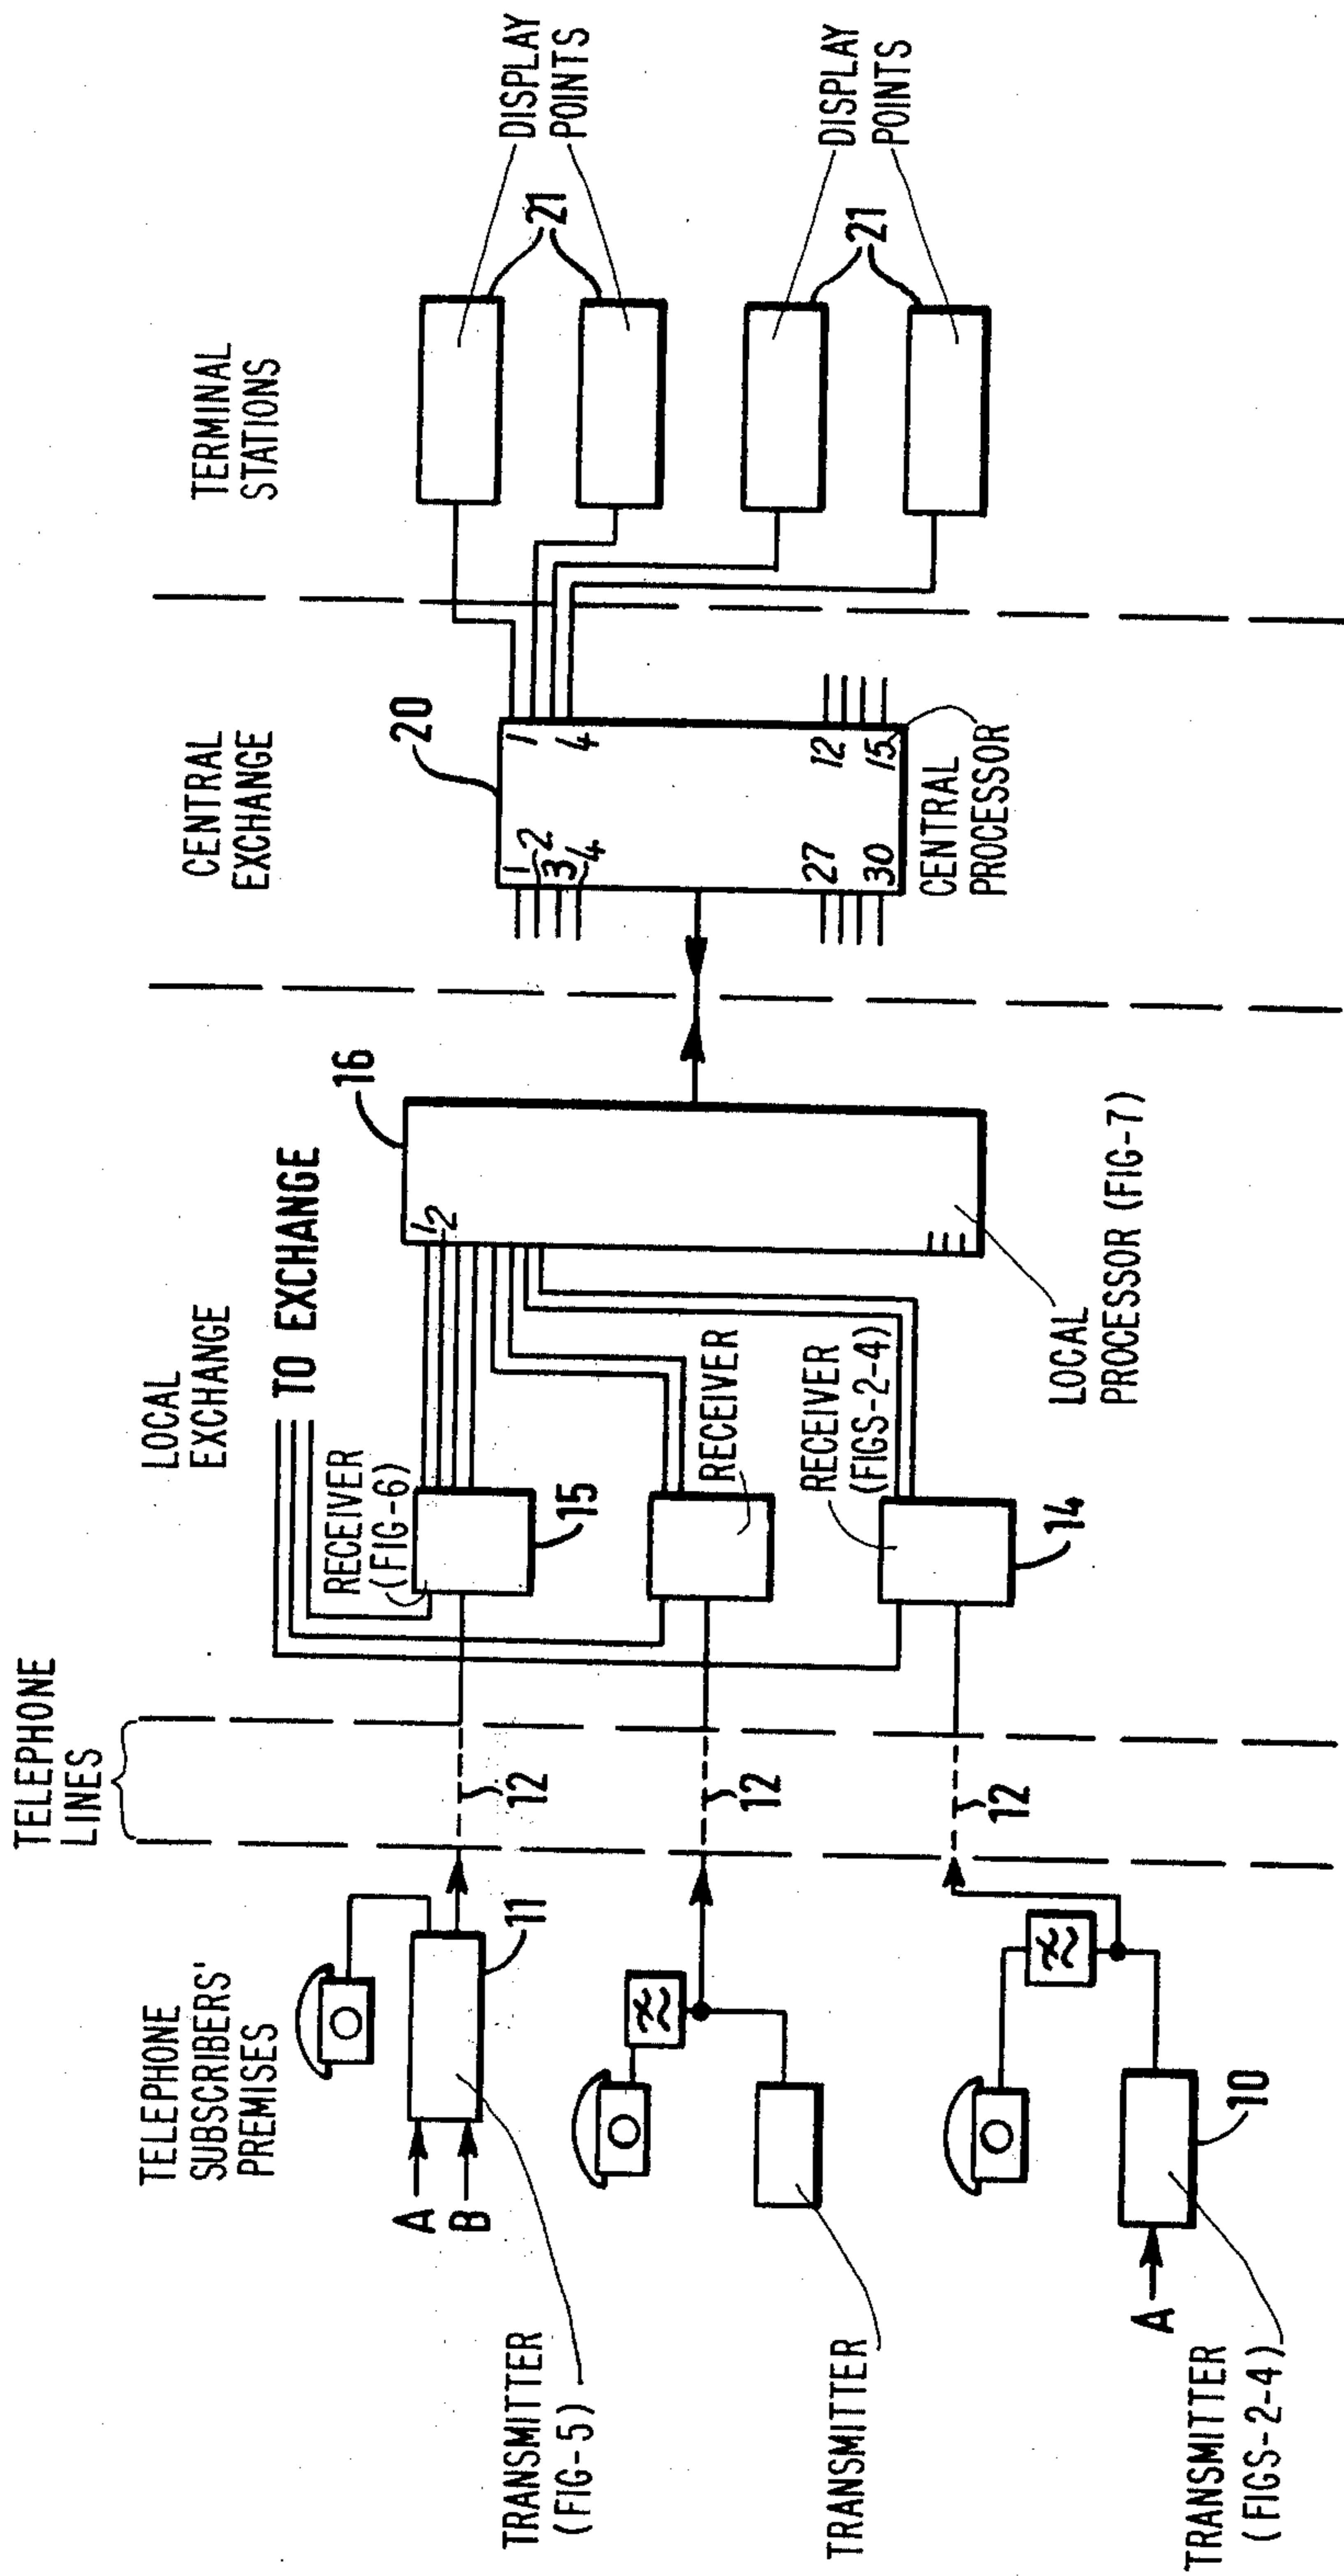 TELEPHONE
SUBSCRIBERS'
PREMISES
TELEPHONE
LINES
LOCAL
EXCHANGE
CENTRAL
EXCHANGE
TERMINAL
STATIONS
TO EXCHANGE
A
B
11
TRANSMITTER
(FIG-5)
12
RECEIVER
(FIG-6)
15
16
1
2
20
1
2
3
4
1
4
27
30
12
15
CENTRAL
PROCESSOR
21
DISPLAY
POINTS
TRANSMITTER
12
RECEIVER
21
DISPLAY
POINTS
A
10
TRANSMITTER
(FIGS-2-4)
12
RECEIVER
(FIGS-2-4)
14
LOCAL
PROCESSOR (FIG-7)